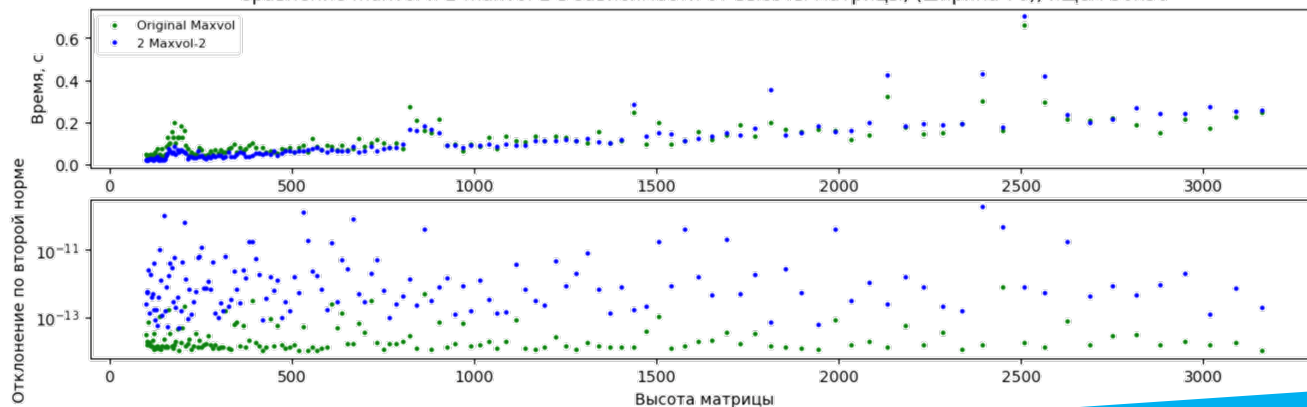 Original Maxvol
2 Maxvol-2
Время, с
0.6
0.4
0.2
0.0
0 500 1000 1500 2000 2500 3000
Отклонение по второй норме
10⁻¹¹
10⁻¹³
0 500 1000 1500 2000 2500 3000
Высота матрицы